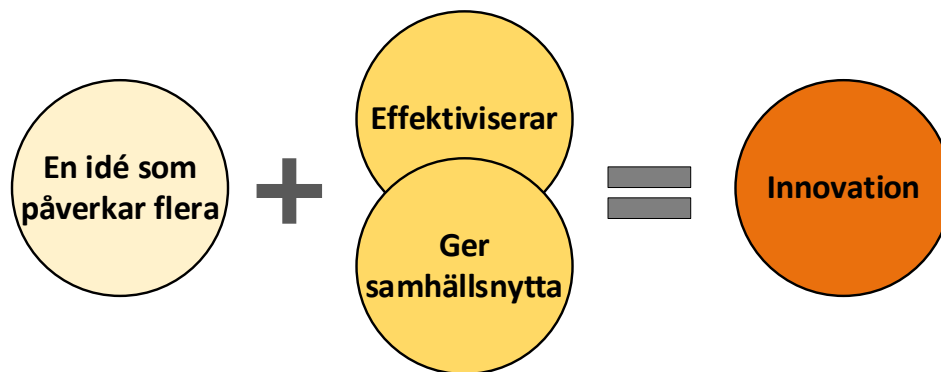 En idé som
påverkar flera
Effektiviserar
Ger
samhällsnytta
Innovation